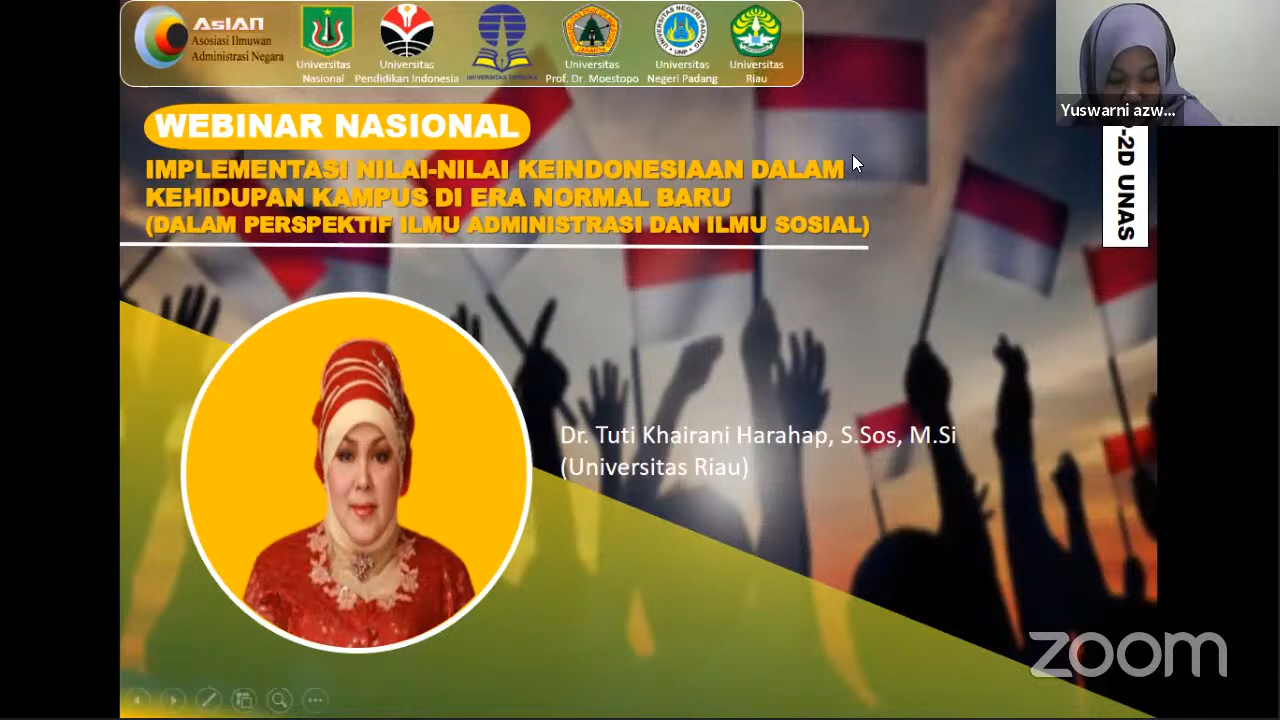 AsIAN
Asosiasi Ilmuwan
Administrasi Negara
Universitas
Nasional
Universitas
Pendidikan Indonesia
UNIVERSITAS TERBUKA
Universitas
Prof. Dr. Moestopo
Universitas
Negeri Padang
Universitas
Riau
WEBINAR NASIONAL
IMPLEMENTASI NILAI-NILAI KEINDONESIAAN DALAM
KEHIDUPAN KAMPUS DI ERA NORMAL BARU
(DALAM PERSPEKTIF ILMU ADMINISTRASI DAN ILMU SOSIAL)
Yuswarni azw...
-2D UNAS
Dr. Tuti Khairani Harahap, S.Sos, M.Si
(Universitas Riau)
zoom